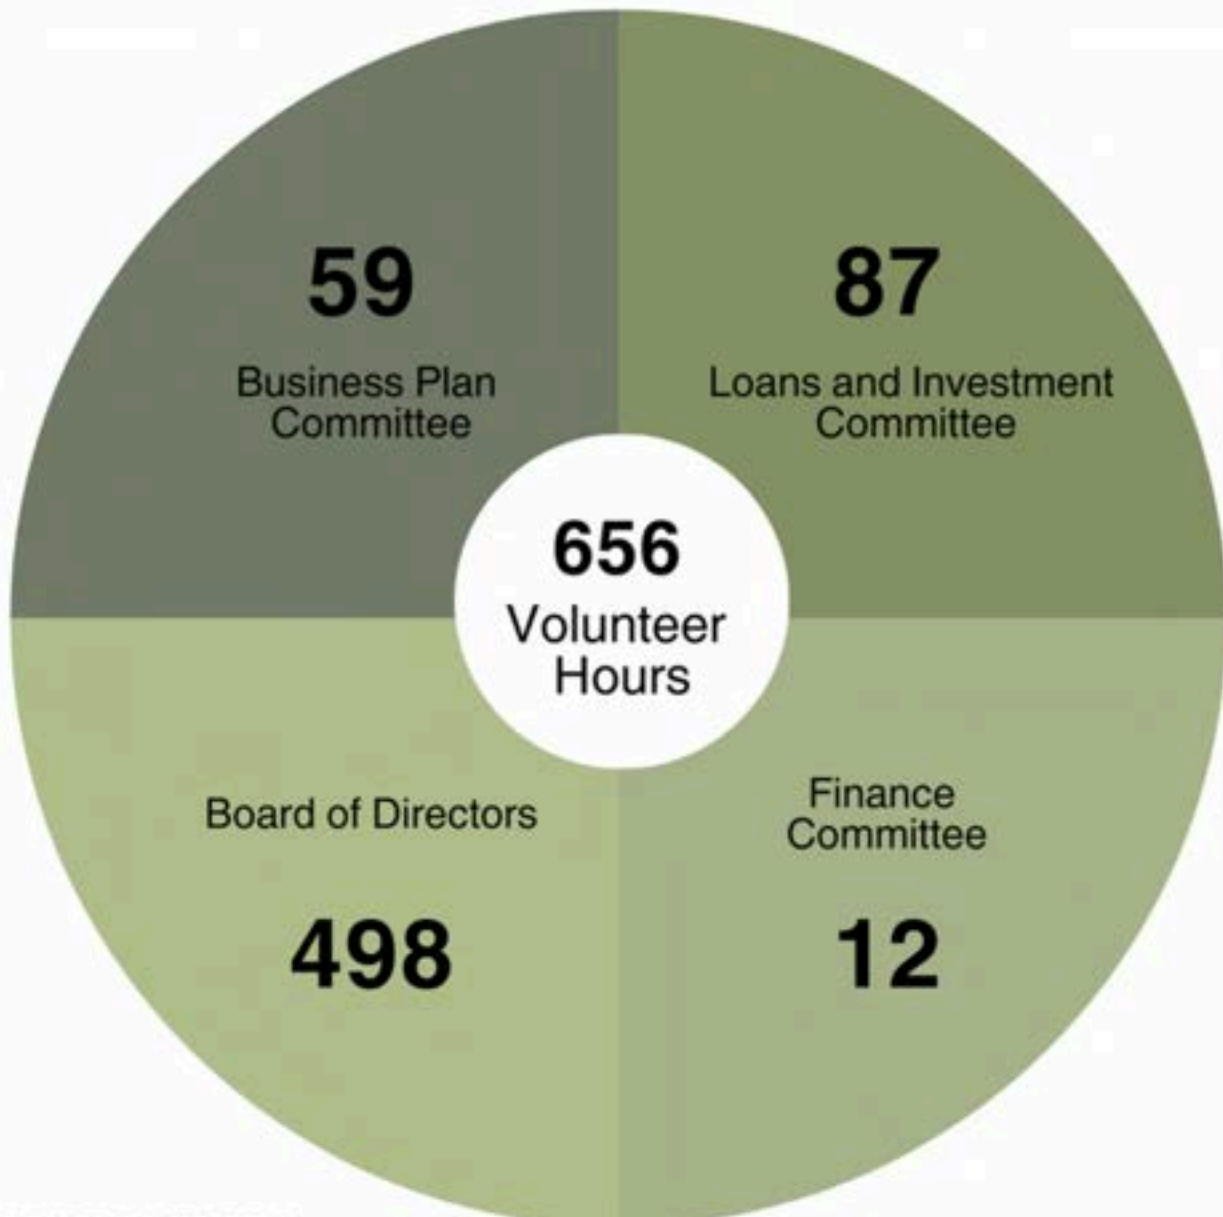 59
Business Plan
Committee
87
Loans and Investment
Committee
656
Volunteer
Hours
Board of Directors
498
Finance
Committee
12